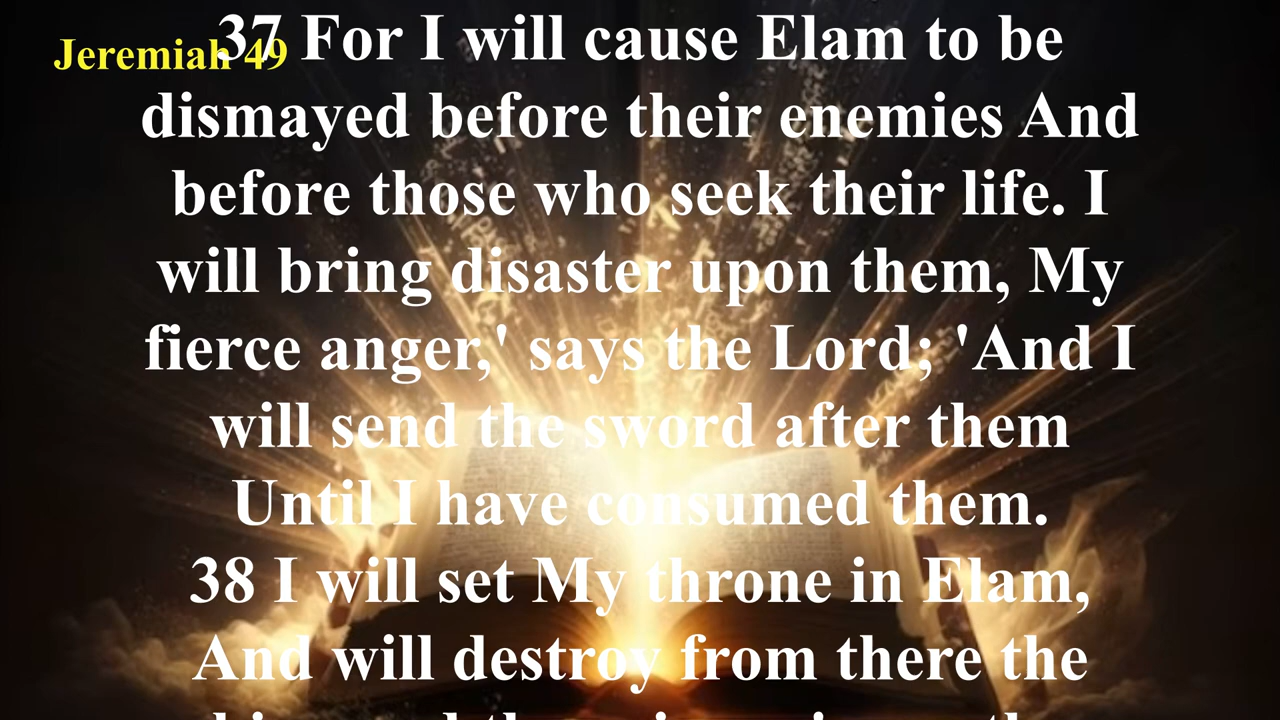 Jeremiah 49
37 For I will cause Elam to be
dismayed before their enemies And
before those who seek their life. I
will bring disaster upon them, My
fierce anger,' says the Lord; 'And I
will send the sword after them
Until I have consumed them.
38 I will set My throne in Elam,
And will destroy from there the